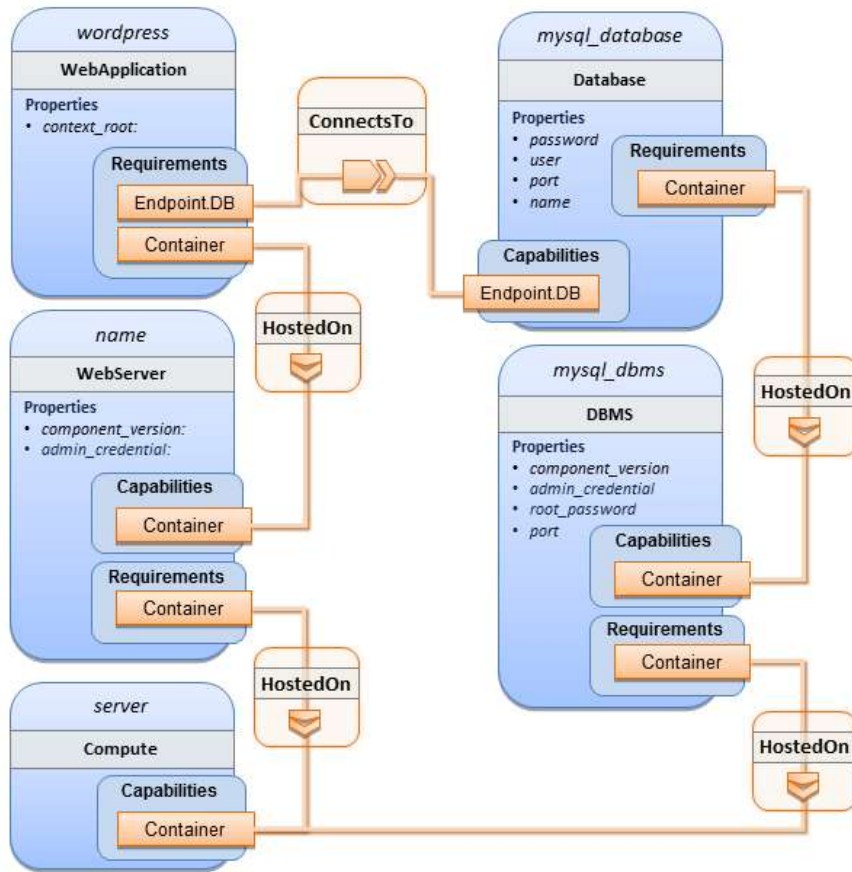 wordpress
WebApplication
Properties
• context_root:
Requirements
Endpoint.DB
Container
ConnectsTo
mysql_database
Database
Properties
• password
• user
• port
• name
Requirements
Container
Capabilities
Endpoint.DB
HostedOn
name
WebServer
Properties
• component_version:
• admin_credential:
Capabilities
Container
Requirements
Container
HostedOn
mysql_dbms
DBMS
Properties
• component_version
• admin_credential
• root_password
• port
Capabilities
Container
Requirements
Container
HostedOn
server
Compute
Capabilities
Container
HostedOn